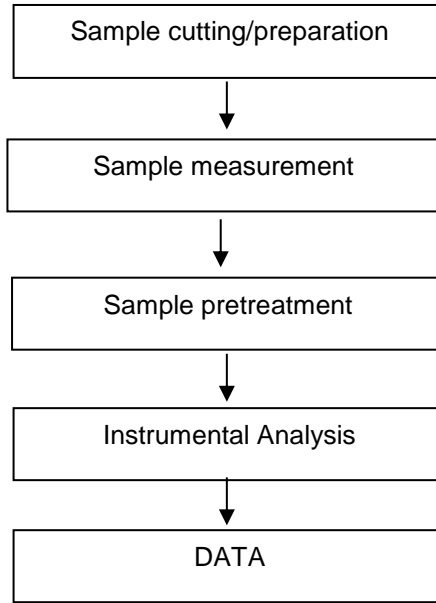 Sample cutting/preparation
Sample measurement
Sample pretreatment
Instrumental Analysis
DATA